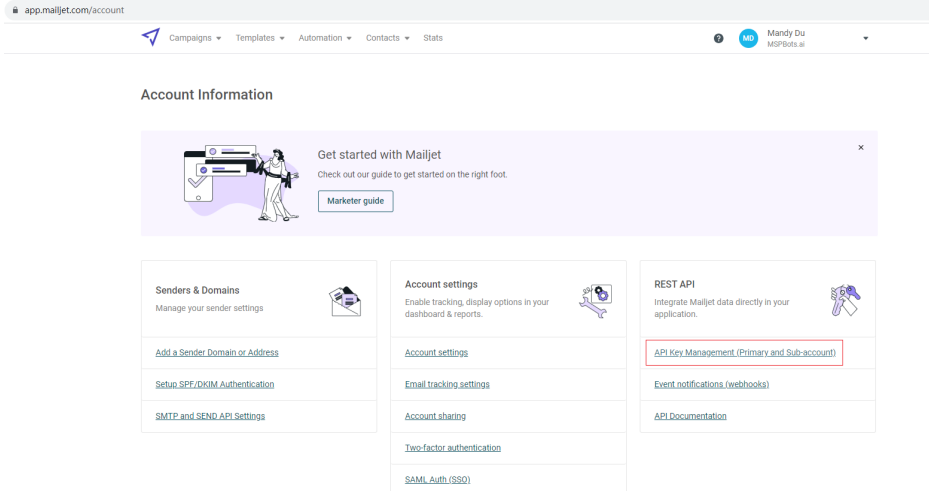 app.mailjet.com/account
Campaigns Templates Automation Contacts Stats
? MD Mandy Du
MSPBots.ai
Account Information
Get started with Mailjet
Check out our guide to get started on the right foot.
Marketer guide
Senders & Domains
Manage your sender settings
Add a Sender Domain or Address
Setup SPF/DKIM Authentication
SMTP and SEND API Settings
Account settings
Enable tracking, display options in your
dashboard & reports.
Account settings
Email tracking settings
Account sharing
Two-factor authentication
SAML Auth (SSO)
REST API
Integrate Mailjet data directly in your
application.
API Key Management (Primary and Sub-account)
Event notifications (webhooks)
API Documentation